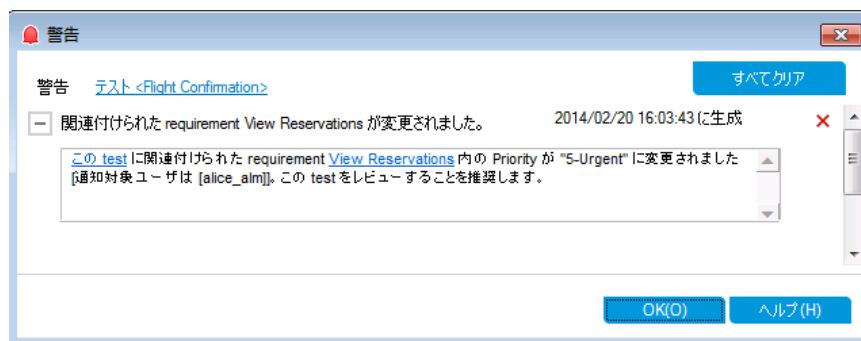 警告
すべてクリア
警告 テスト <Flight Confirmation>
関連付けられた requirement View Reservations が変更されました。 2014/02/20 16:03:43 に生成
この test に関連付けられた requirement View Reservations 内の Priority が "5-Urgent" に変更されました
[通知対象ユーザは [alice_alm]]。この test をレビューすることを推奨します。
OK(O) ヘルプ(H)